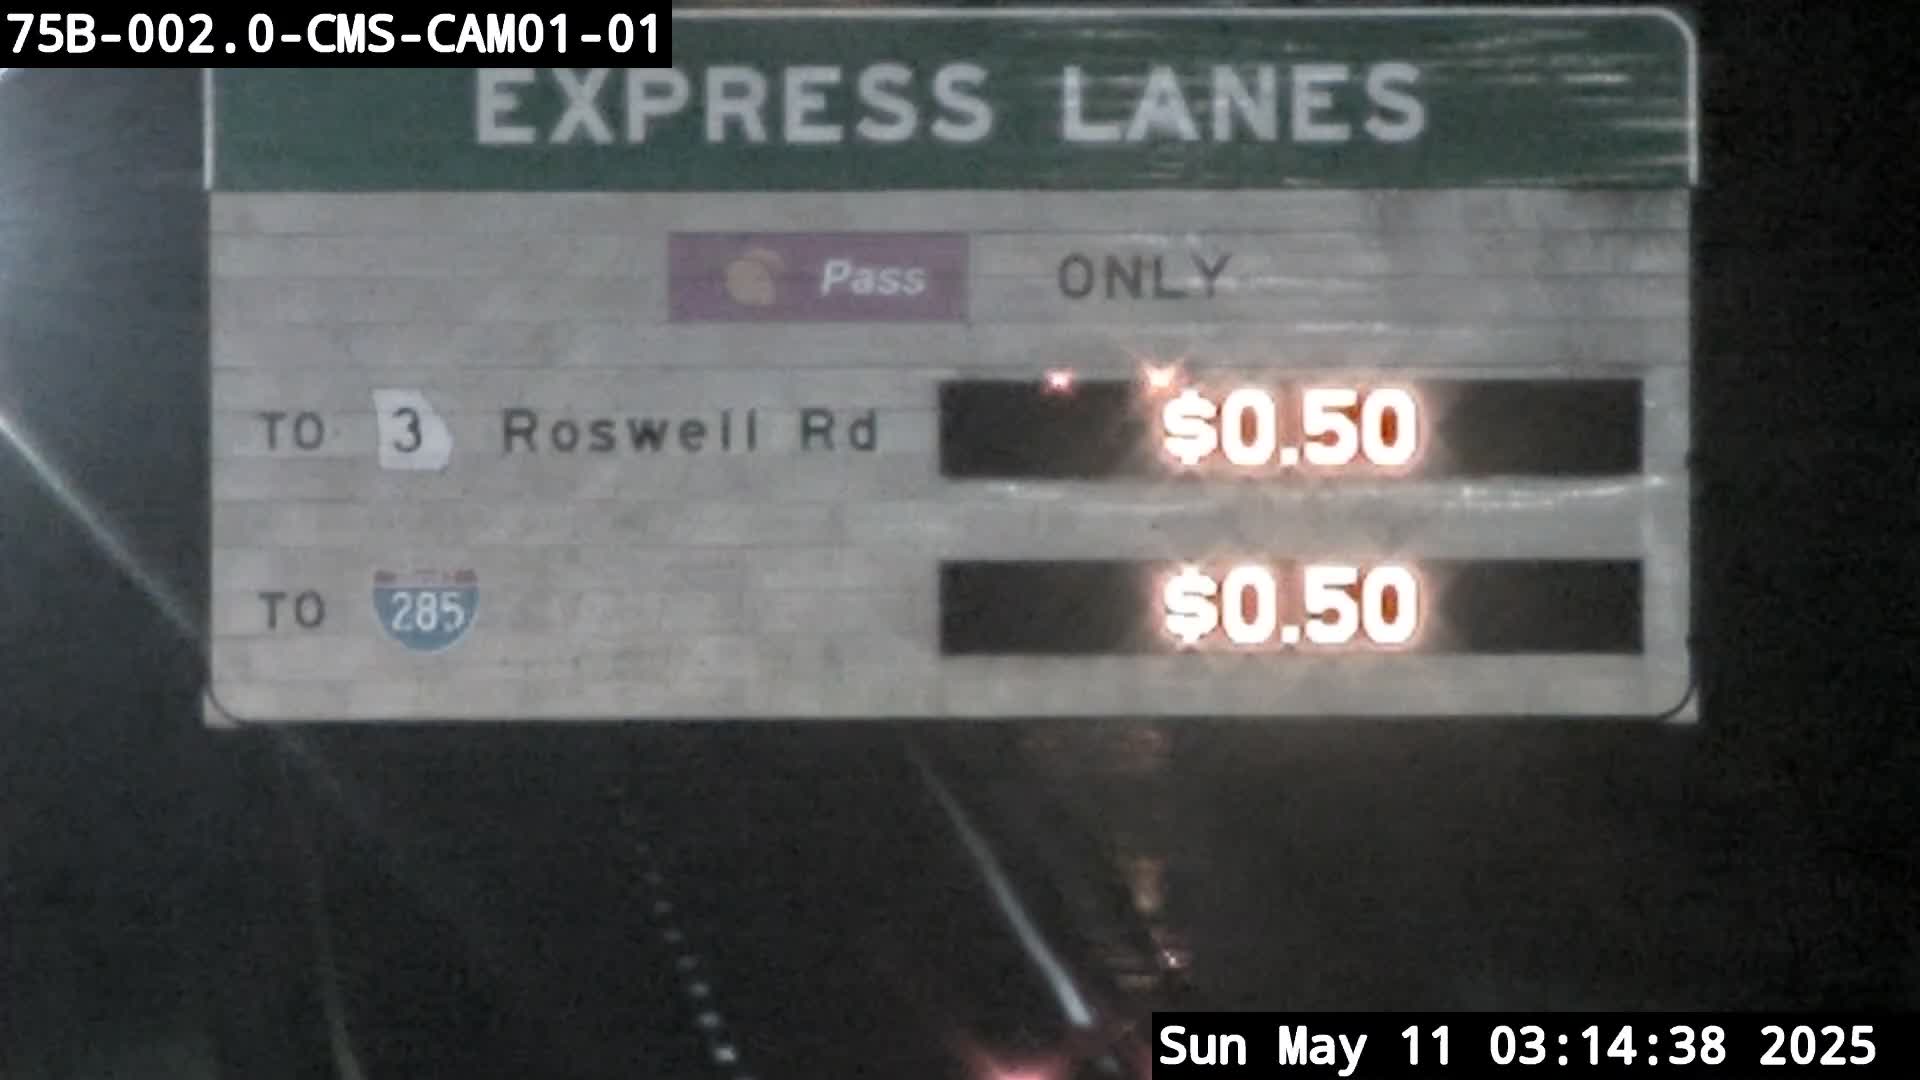 75B-002.0-CMS-CAM01-01
EXPRESS LANES
Pass ONLY
TO 3 Roswell Rd $0.50
TO 285 $0.50
Sun May 11 03:14:38 2025